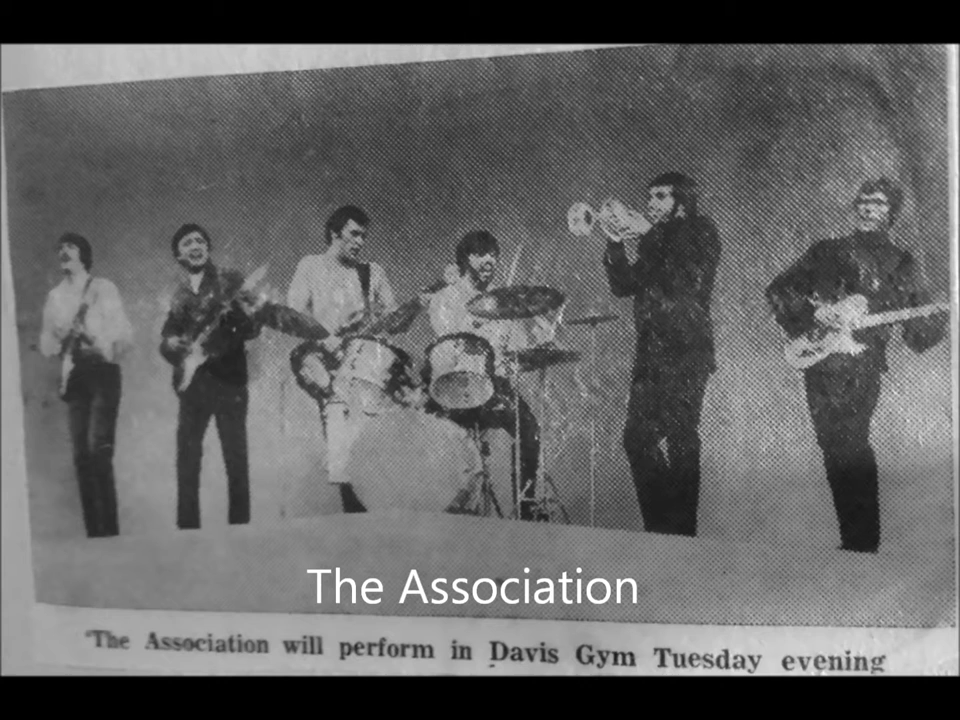 The Association
"The Association will perform in Davis Gym Tuesday evening